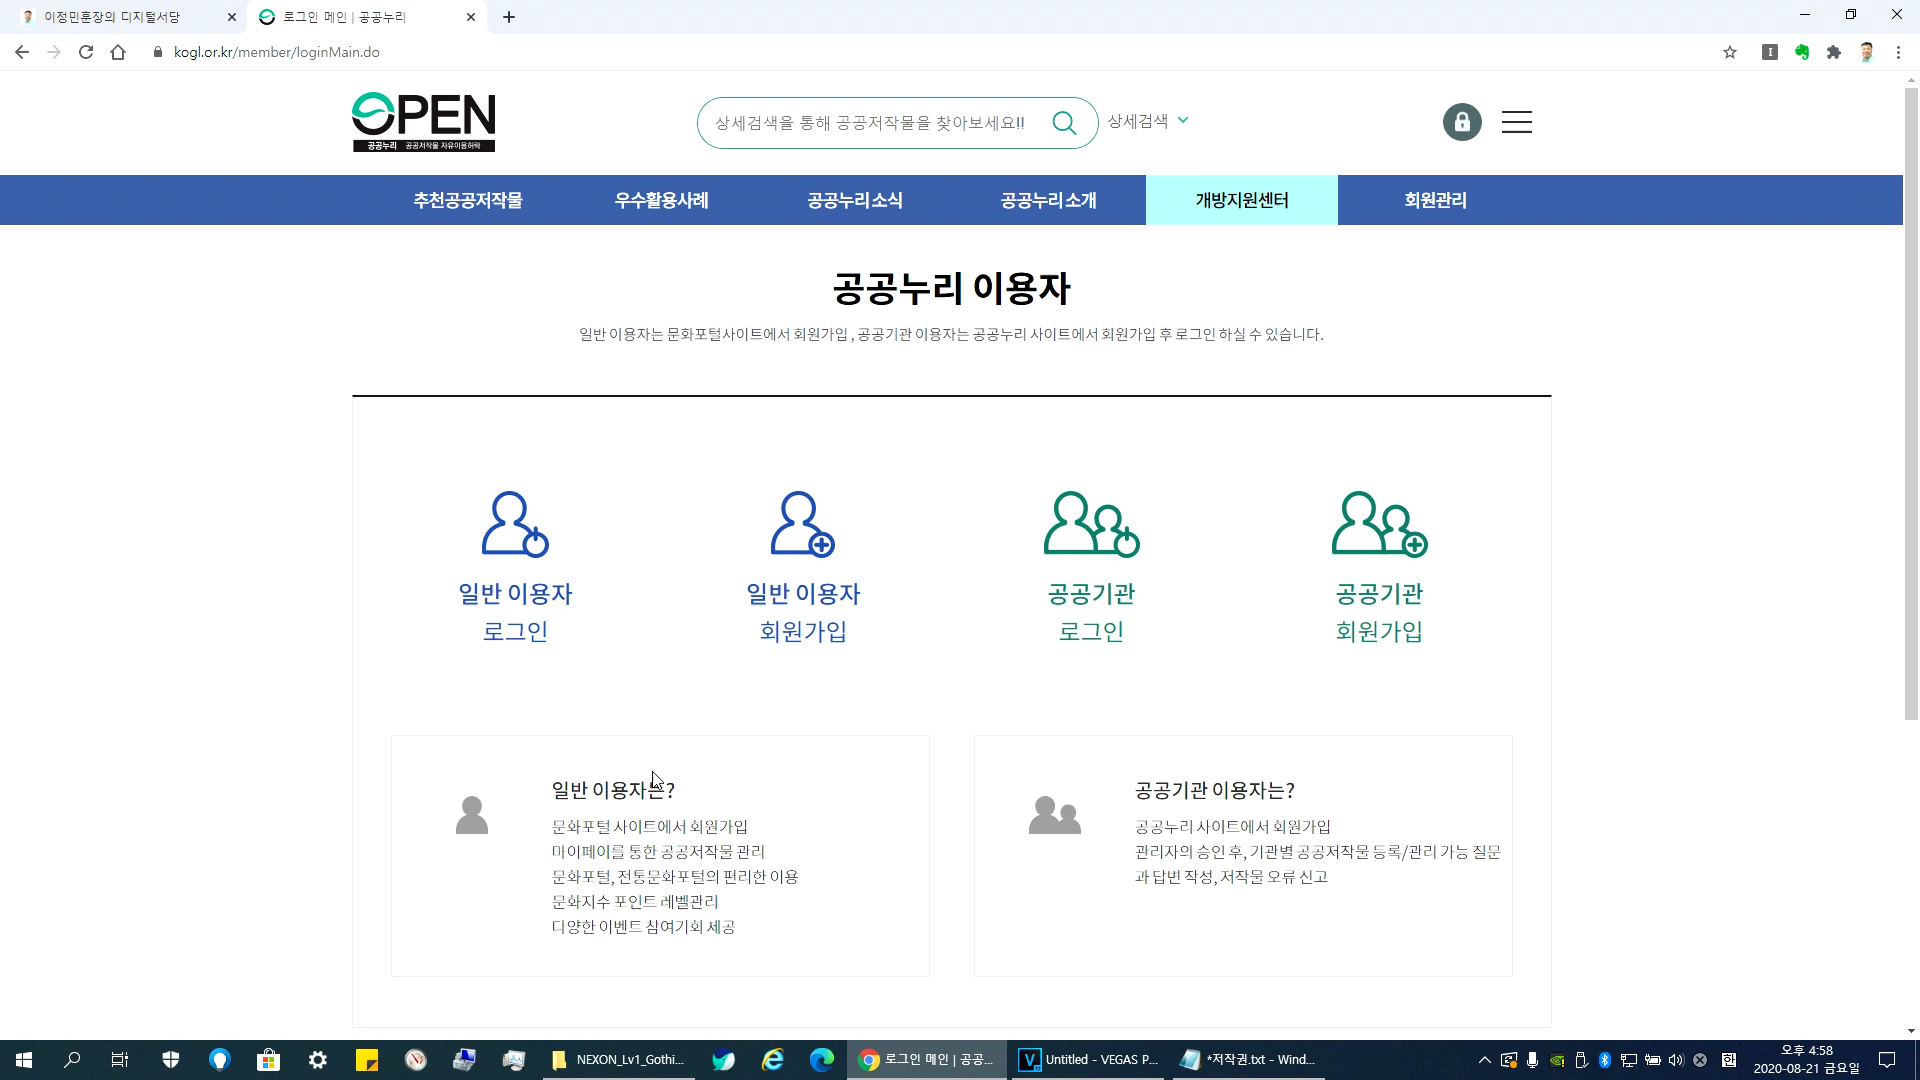 이정민훈장의 디지털서당
로그인 메인 | 공공누리
kogl.or.kr/member/loginMain.do
OPEN
공공누리 공공저작물 자유이용허락
상세검색을 통해 공공저작물을 찾아보세요!!
상세검색
추천공공저작물
우수활용사례
공공누리 소식
공공누리 소개
개방지원센터
회원관리
공공누리 이용자
일반 이용자는 문화포털사이트에서 회원가입 , 공공기관 이용자는 공공누리 사이트에서 회원가입 후 로그인 하실 수 있습니다.
일반 이용자
로그인
일반 이용자
회원가입
공공기관
로그인
공공기관
회원가입
일반 이용자는?
문화포털 사이트에서 회원가입
마이페이를 통한 공공저작물 관리
문화포털, 전통문화포털의 편리한 이용
문화지수 포인트 레벨관리
다양한 이벤트 참여기회 제공
공공기관 이용자는?
공공누리 사이트에서 회원가입
관리자의 승인 후, 기관별 공공저작물 등록/관리 가능 질문
과 답변 작성, 저작물 오류 신고
NEXON_Lv1_Gothi...
로그인 메인 | 공공...
Untitled - VEGAS P...
*저작권.txt - Wind...
한
오후 4:58
2020-08-21 금요일